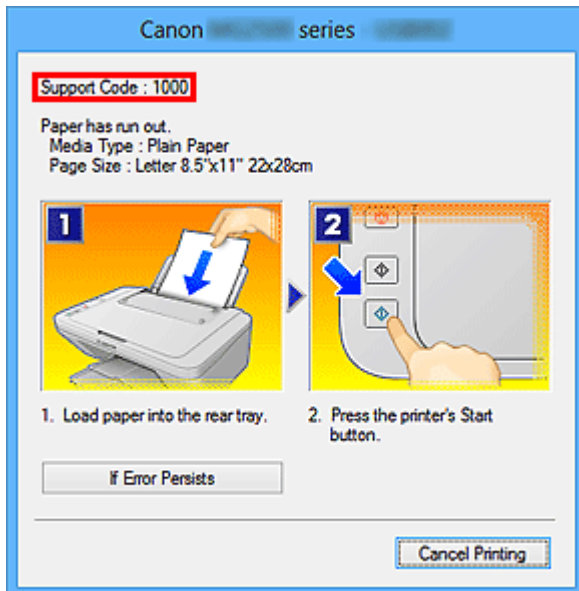 Canon series
Support Code : 1000
Paper has run out.
Media Type : Plain Paper
Page Size : Letter 8.5"x11" 22x28cm
1
2
1. Load paper into the rear tray.
2. Press the printer's Start
button.
If Error Persists
Cancel Printing